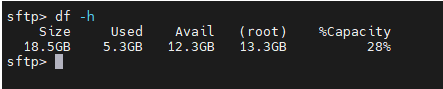 sftp> df -h
Size Used Avail (root) %Capacity
18.5GB 5.3GB 12.3GB 13.3GB 28%
sftp>